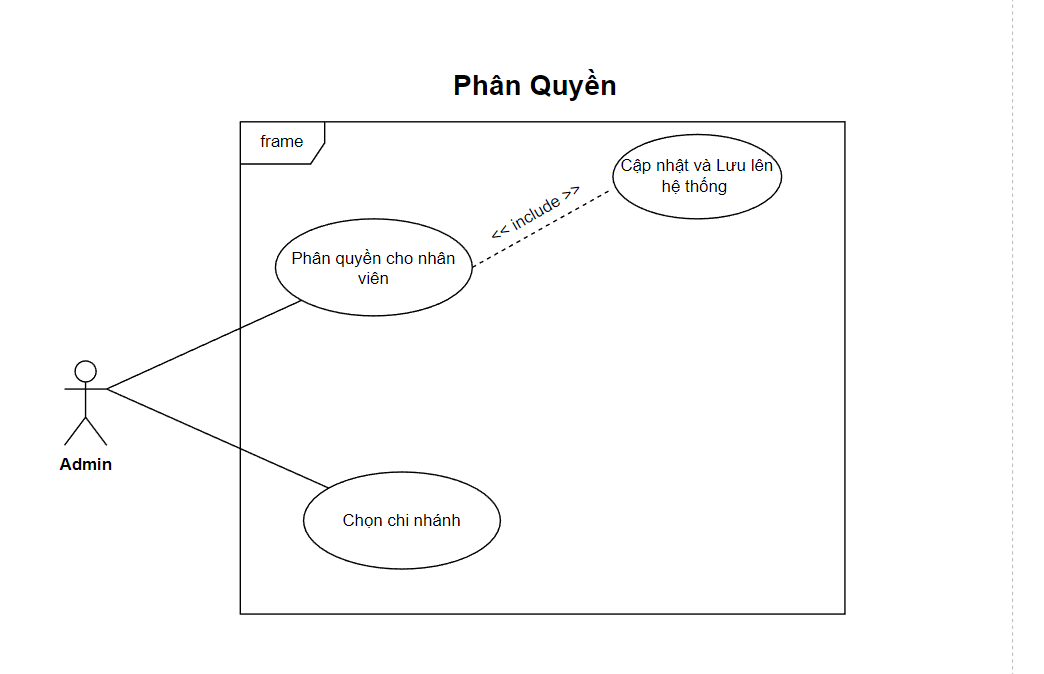 Phân Quyền
frame
Cập nhật và Lưu lên
hệ thống
<< include >>
Phân quyền cho nhân
viên
Admin
Chọn chi nhánh